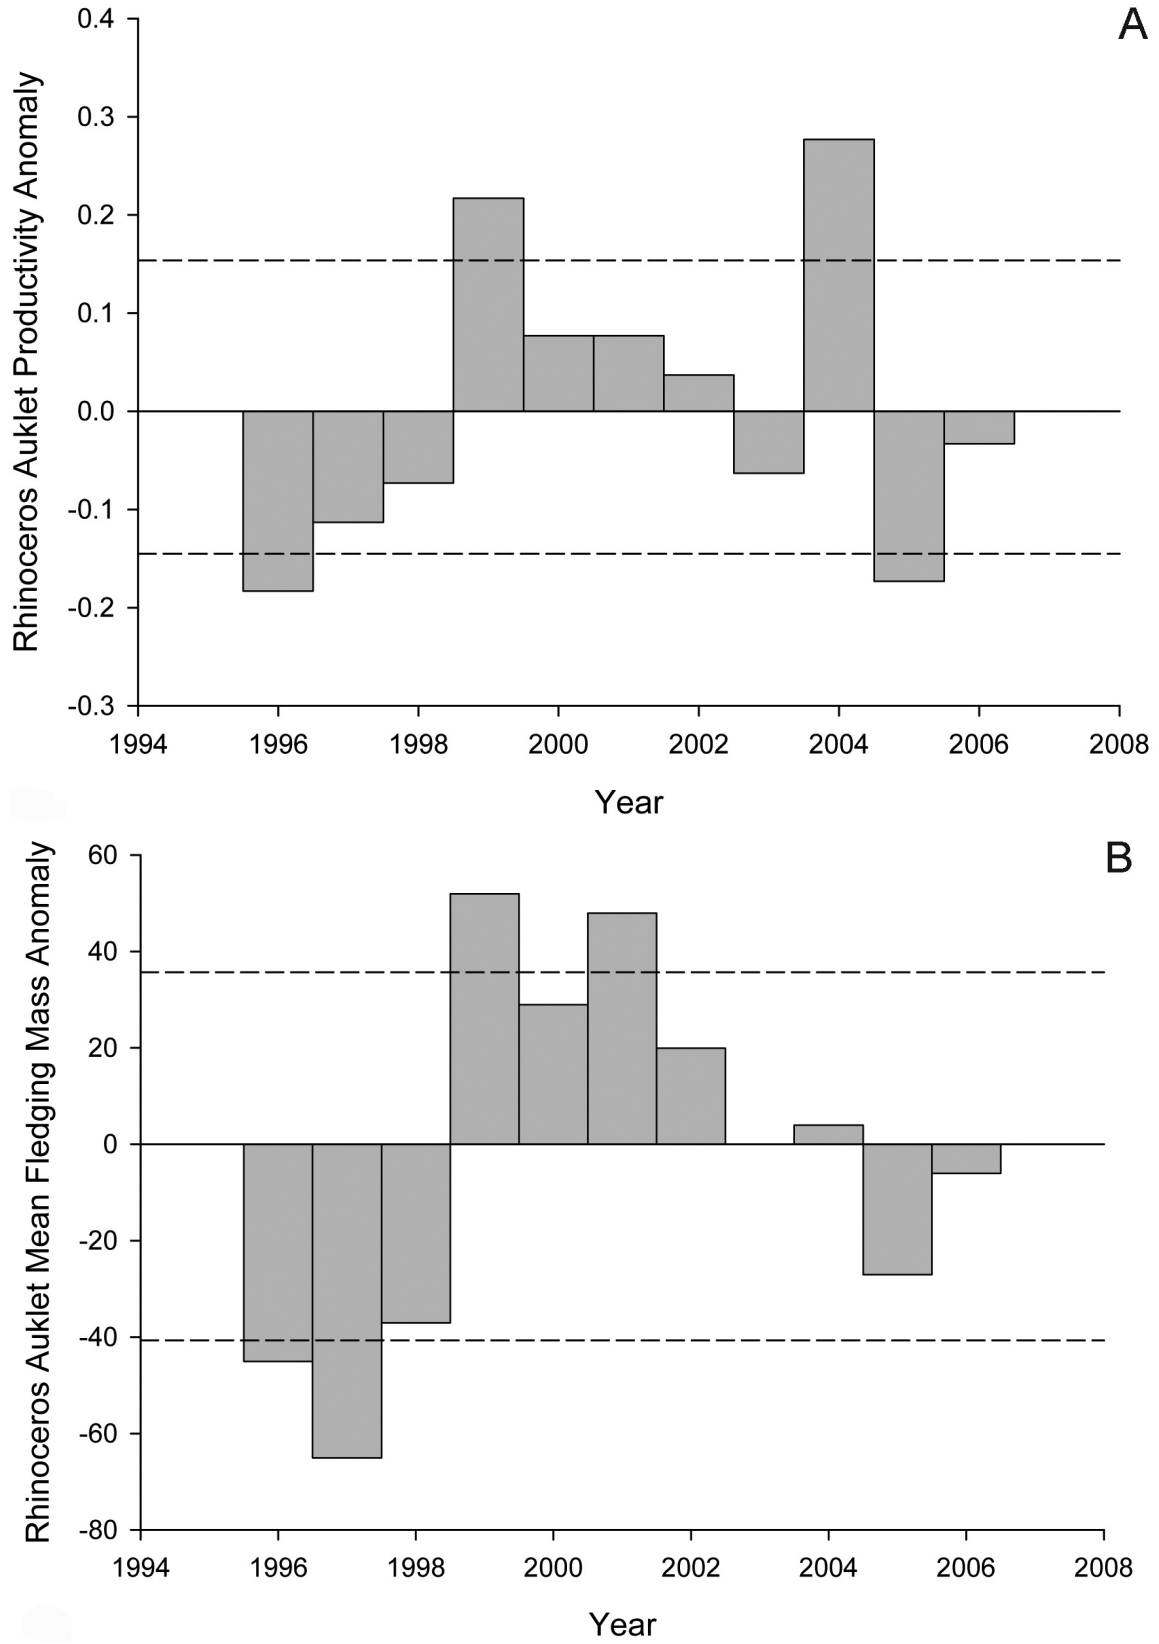 A
Rhinoceros Auklet Productivity Anomaly
0.4
0.3
0.2
0.1
0.0
-0.1
-0.2
-0.3
1994 1996 1998 2000 2002 2004 2006 2008
Year
B
Rhinoceros Auklet Mean Fledging Mass Anomaly
60
40
20
0
-20
-40
-60
-80
1994 1996 1998 2000 2002 2004 2006 2008
Year